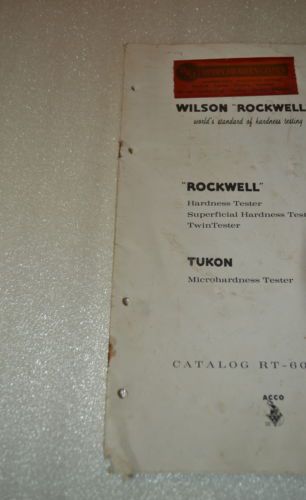 WILSON "ROCKWELL
world's standard of hardness testing
"ROCKWELL"
Hardness Tester
Superficial Hardness Test
TwinTester
TUKON
Microhardness Tester
CATALOG RT-60
ACCO